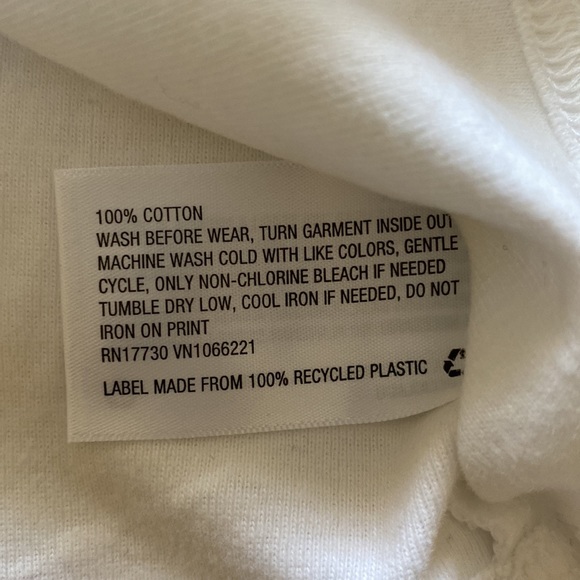 100% COTTON
WASH BEFORE WEAR, TURN GARMENT INSIDE OUT
MACHINE WASH COLD WITH LIKE COLORS, GENTLE
CYCLE, ONLY NON-CHLORINE BLEACH IF NEEDED
TUMBLE DRY LOW, COOL IRON IF NEEDED, DO NOT
IRON ON PRINT
RN17730 VN1066221
LABEL MADE FROM 100% RECYCLED PLASTIC